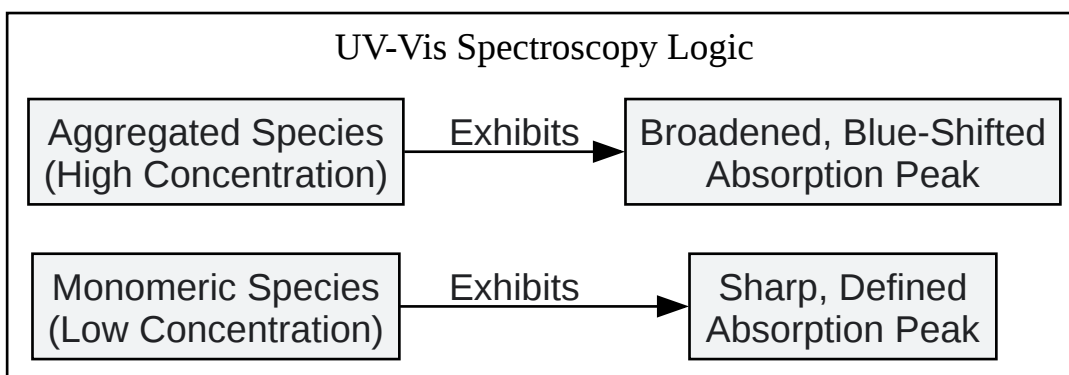 UV-Vis Spectroscopy Logic
Aggregated Species
(High Concentration)
Exhibits
Broadened, Blue-Shifted
Absorption Peak
Monomeric Species
(Low Concentration)
Exhibits
Sharp, Defined
Absorption Peak